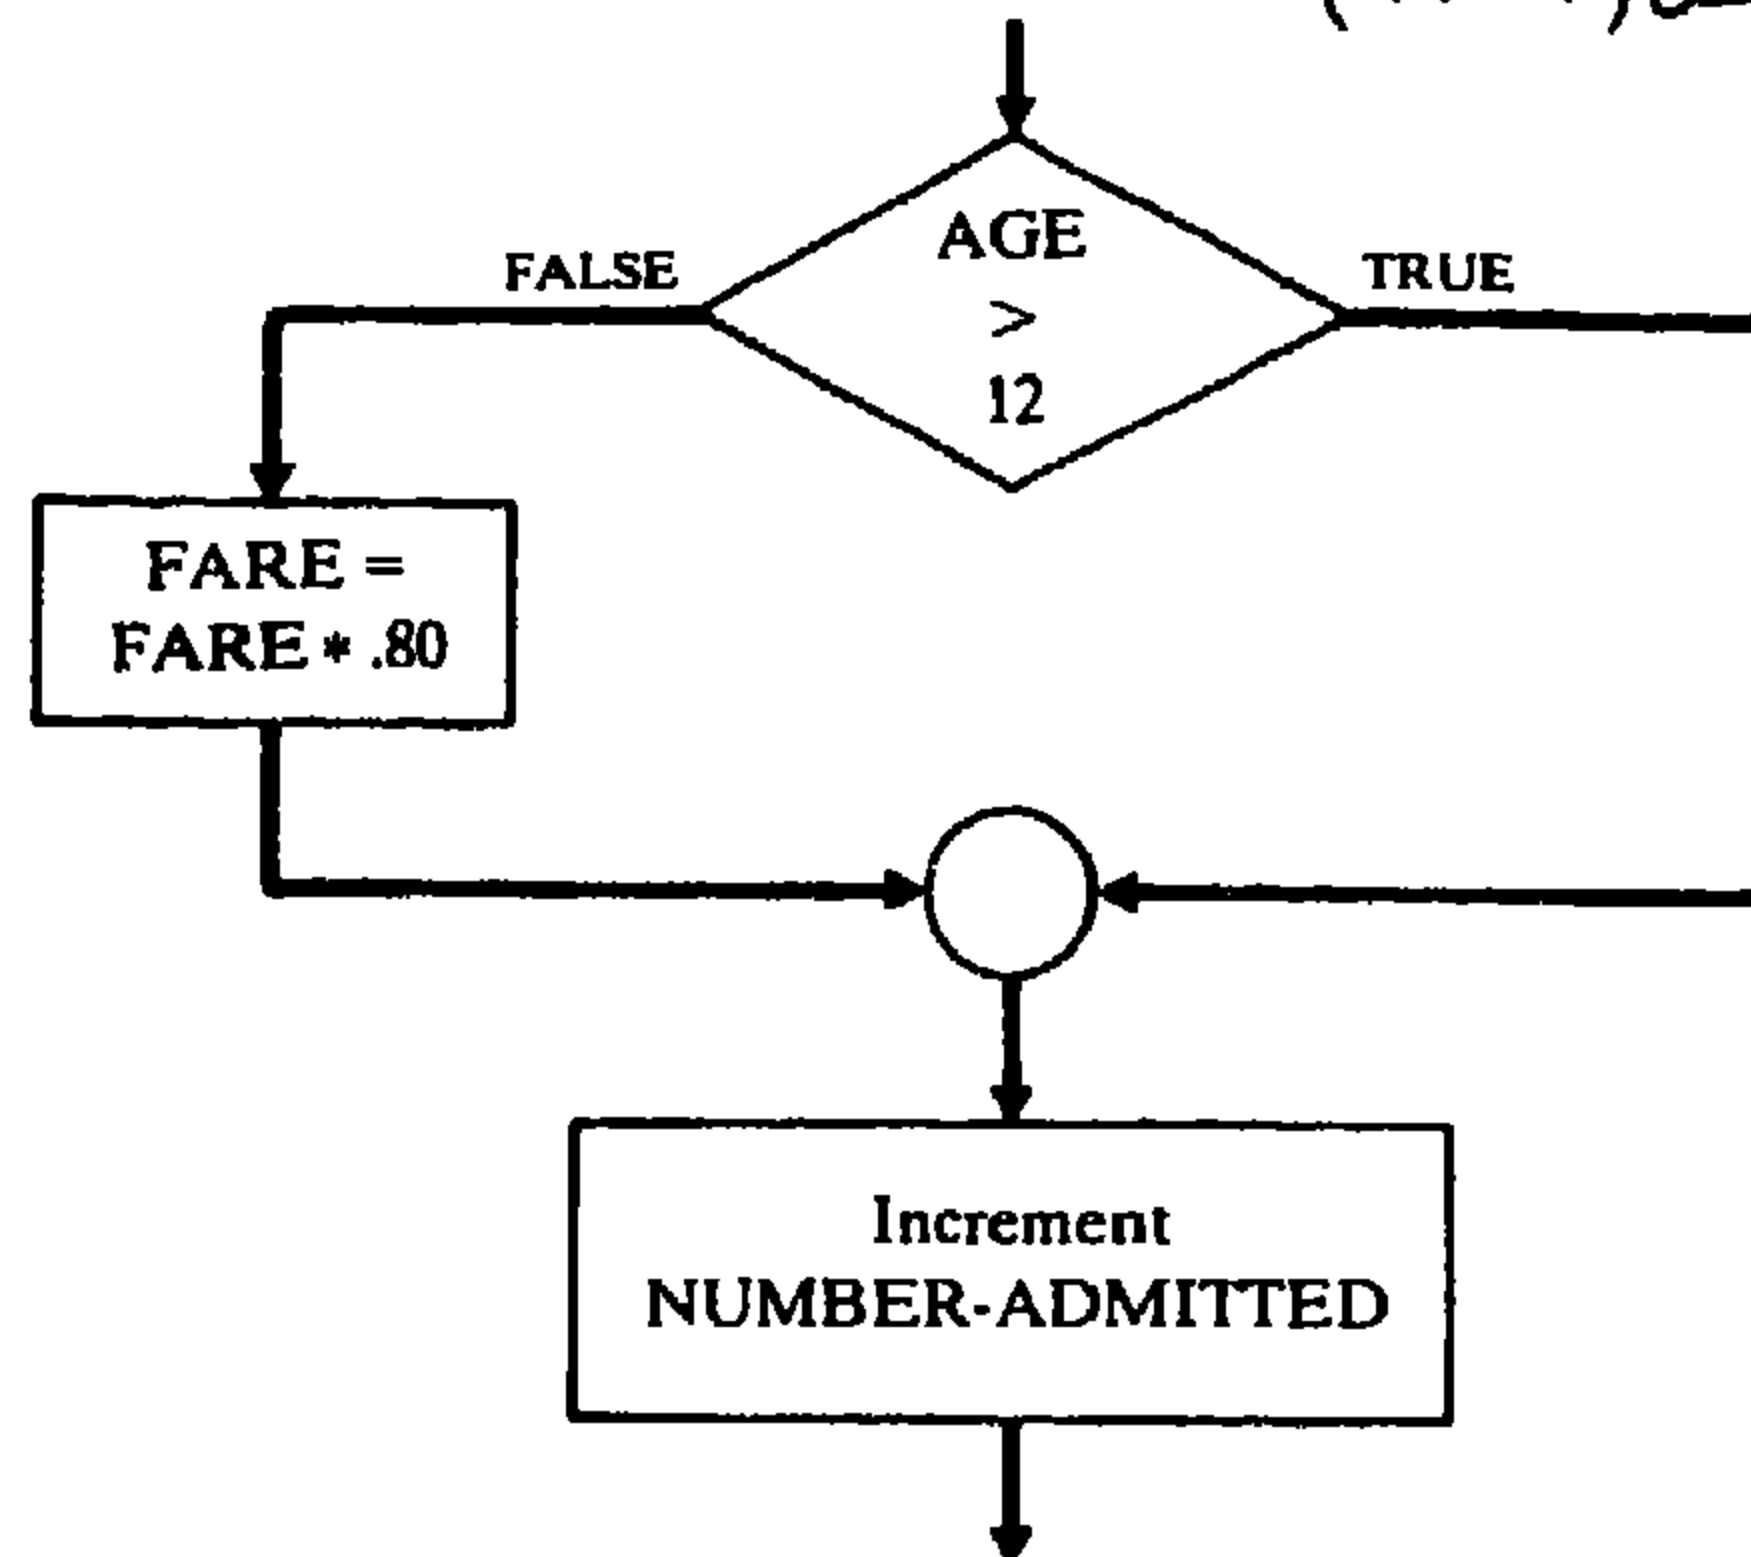 AGE
>
12
FALSE
TRUE
FARE =
FARE * .80
Increment
NUMBER-ADMITTED